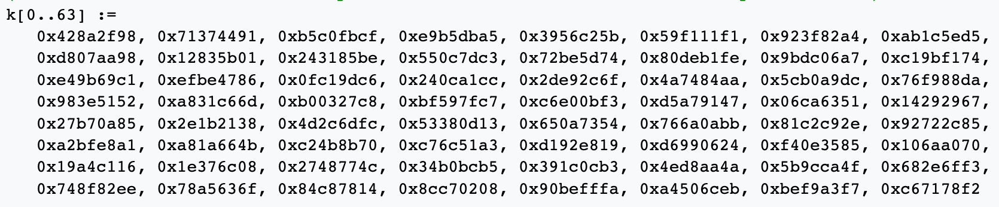 k[0..63] :=
0x428a2f98, 0x71374491, 0xb5c0fbcf, 0xe9b5dba5, 0x3956c25b, 0x59f111f1, 0x923f82a4, 0xab1c5ed5,
0xd807aa98, 0x12835b01, 0x243185be, 0x550c7dc3, 0x72be5d74, 0x80deb1fe, 0x9bdc06a7, 0xc19bf174,
0xe49b69c1, 0xefbe4786, 0x0fc19dc6, 0x240ca1cc, 0x2de92c6f, 0x4a7484aa, 0x5cb0a9dc, 0x76f988da,
0x983e5152, 0xa831c66d, 0xb00327c8, 0xbf597fc7, 0xc6e00bf3, 0xd5a79147, 0x06ca6351, 0x14292967,
0x27b70a85, 0x2e1b2138, 0x4d2c6dfc, 0x53380d13, 0x650a7354, 0x766a0abb, 0x81c2c92e, 0x92722c85,
0xa2bfe8a1, 0xa81a664b, 0xc24b8b70, 0xc76c51a3, 0xd192e819, 0xd6990624, 0xf40e3585, 0x106aa070,
0x19a4c116, 0x1e376c08, 0x2748774c, 0x34b0bcb5, 0x391c0cb3, 0x4ed8aa4a, 0x5b9cca4f, 0x682e6ff3,
0x748f82ee, 0x78a5636f, 0x84c87814, 0x8cc70208, 0x90befffa, 0xa4506ceb, 0xbef9a3f7, 0xc67178f2